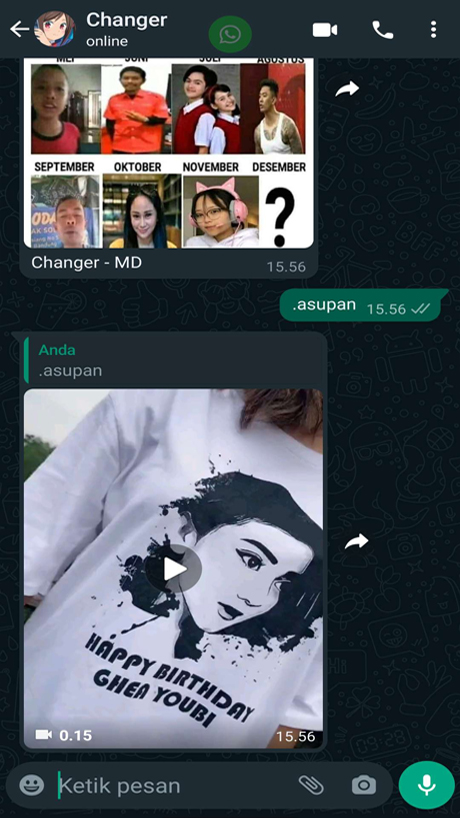 Changer
online
MEI JUNI JULI AGUSTUS
SEPTEMBER OKTOBER NOVEMBER DESEMBER
?
Changer - MD
15.56
.asupan 15.56
Anda
.asupan
HAPPY BIRTHDAY
GHEA YOUBI
0.15
15.56
Ketik pesan